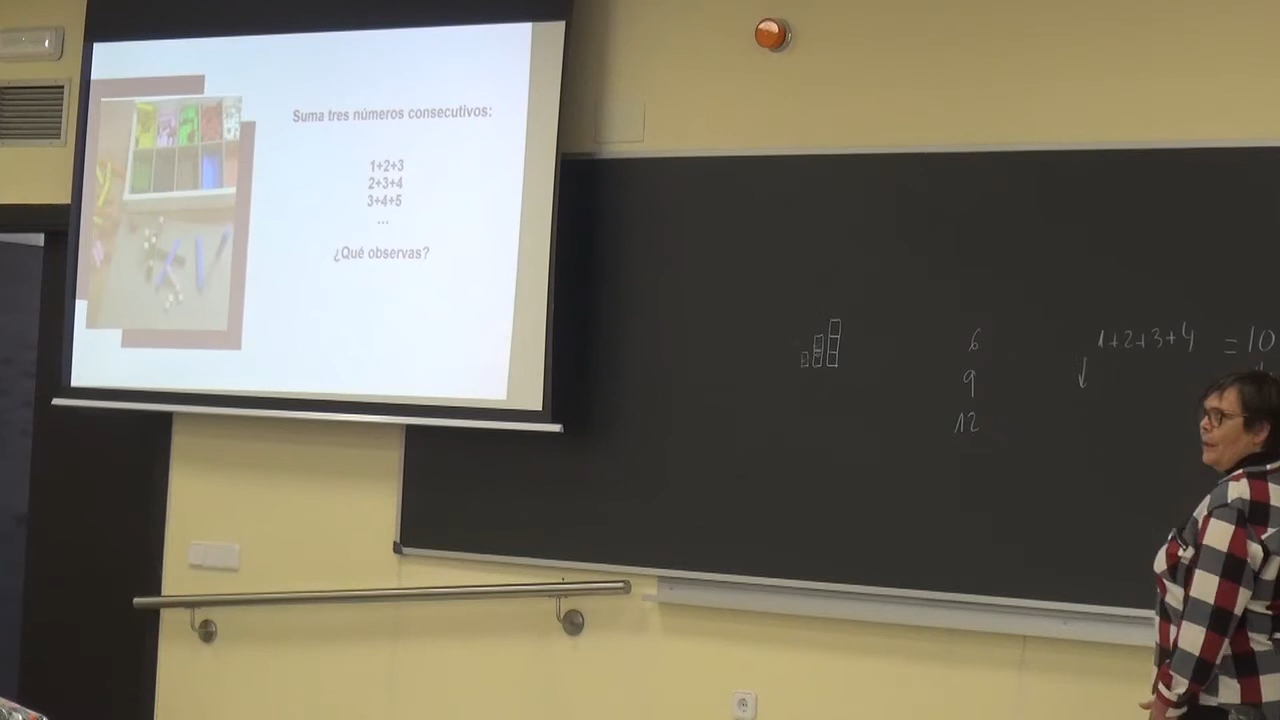 Suma tres números consecutivos:
1+2+3
2+3+4
3+4+5
...
¿Qué observas?
6
9
12
1+2+3+4 = 10